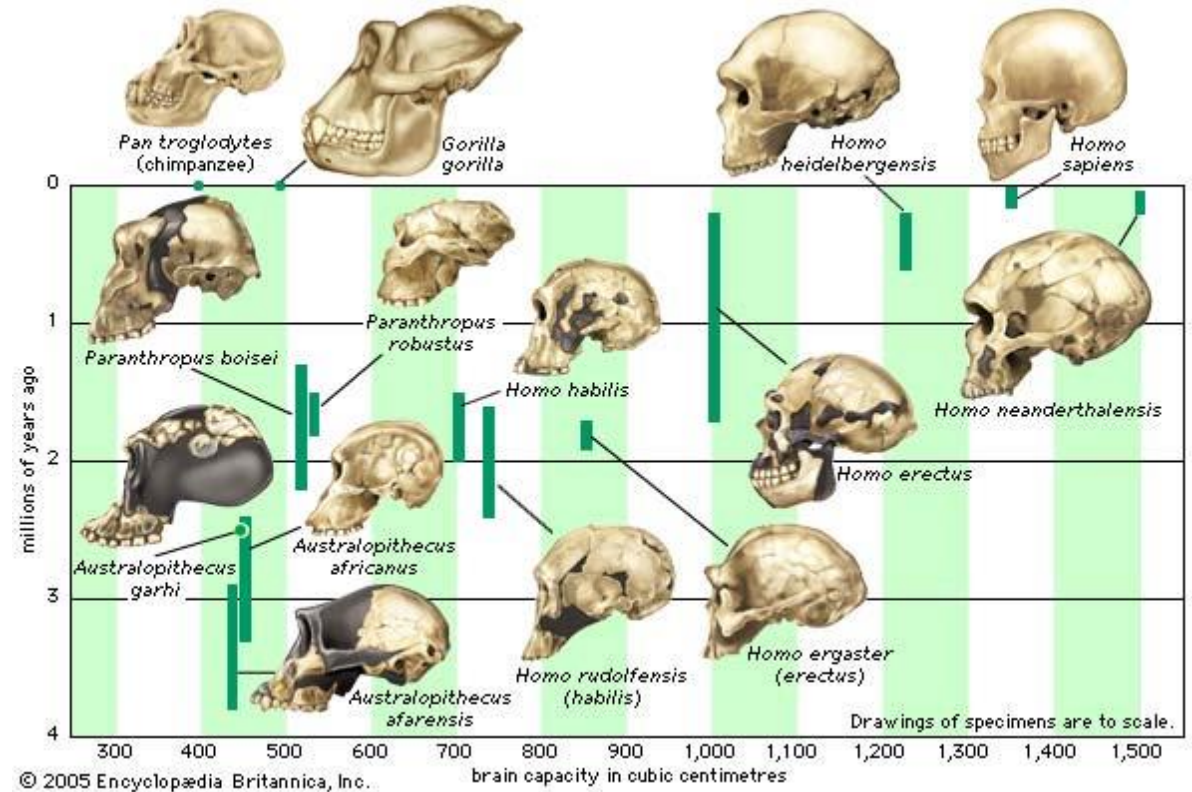 Pan troglodytes
(chimpanzee)
Gorilla
gorilla
Homo
heidelbergensis
Homo
sapiens
0
1
2
3
4
millions of years ago
Paranthropus boisei
Paranthropus
robustus
Homo habilis
Homo neanderthalensis
Homo erectus
Australopithecus
garhi
Australopithecus
africanus
Australopithecus
afarensis
Homo rudolfensis
(habilis)
Homo ergaster
(erectus)
Drawings of specimens are to scale.
300 400 500 600 700 800 900 1,000 1,100 1,200 1,300 1,400 1,500
brain capacity in cubic centimetres
© 2005 Encyclopædia Britannica, Inc.